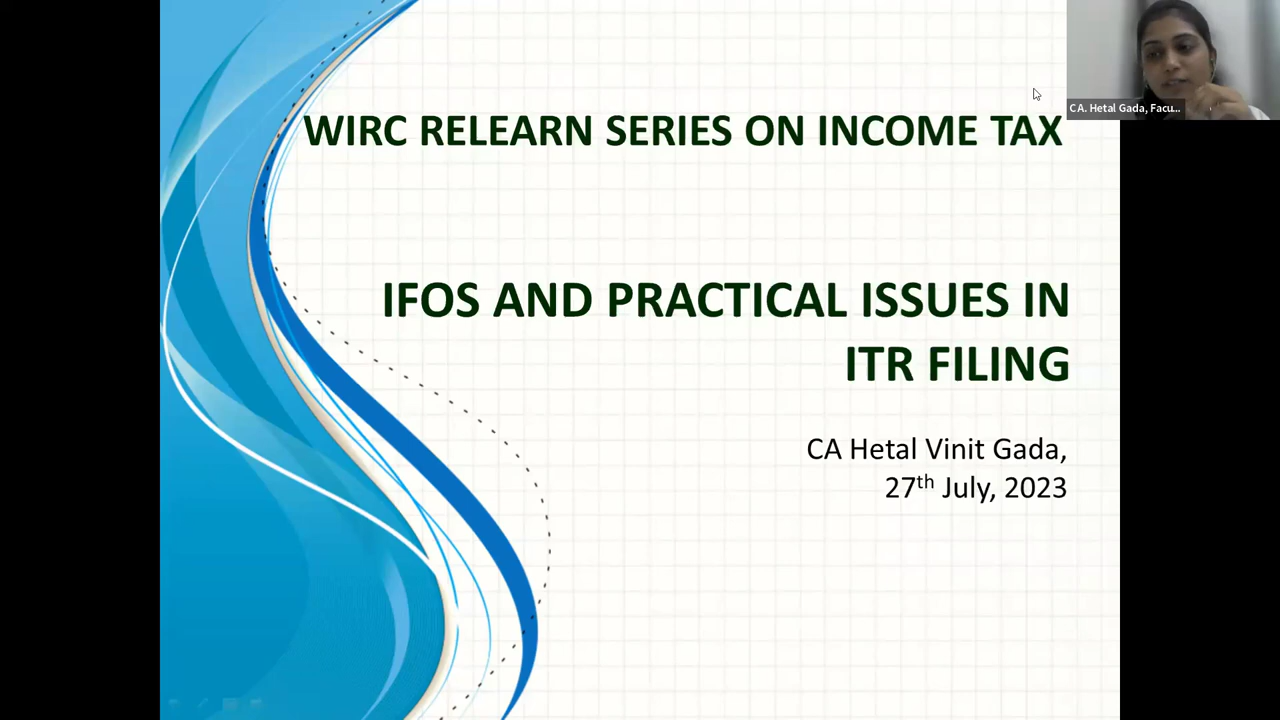 WIRC RELEARN SERIES ON INCOME TAX
CA. Hetal Gada, Facu...
IFOS AND PRACTICAL ISSUES IN
ITR FILING
CA Hetal Vinit Gada,
27th July, 2023